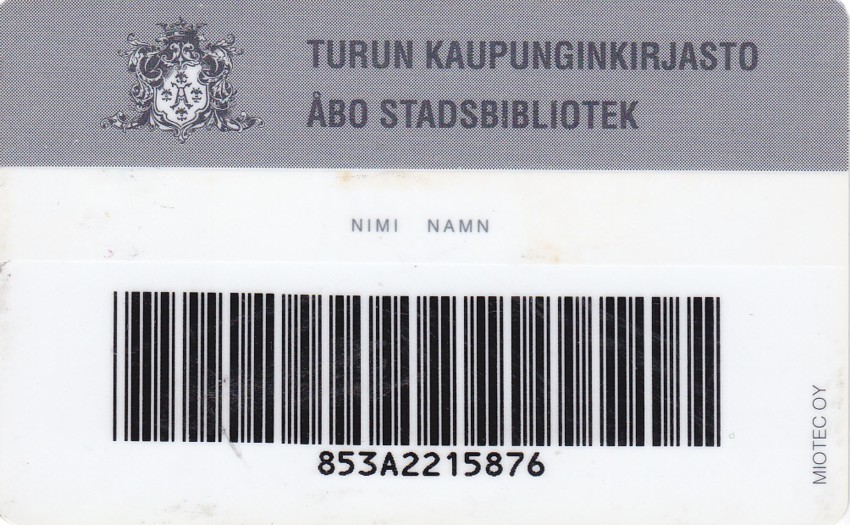 TURUN KAUPUNGINKIRJASTO
ÅBO STADSBIBLIOTEK
NIMI NAMN
853A2215876
MIOTEC OY